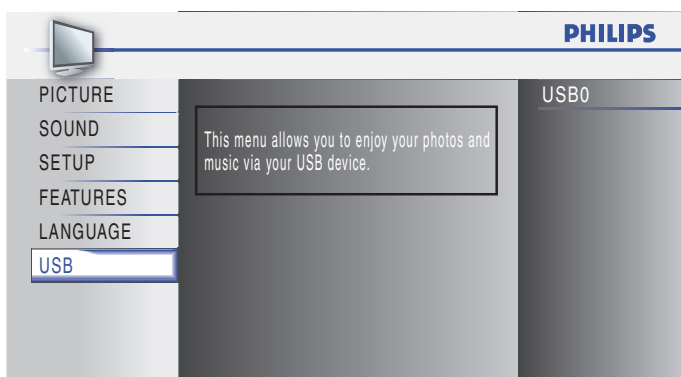 PHILIPS
PICTURE
SOUND
SETUP
FEATURES
LANGUAGE
USB
This menu allows you to enjoy your photos and
music via your USB device.
USB0